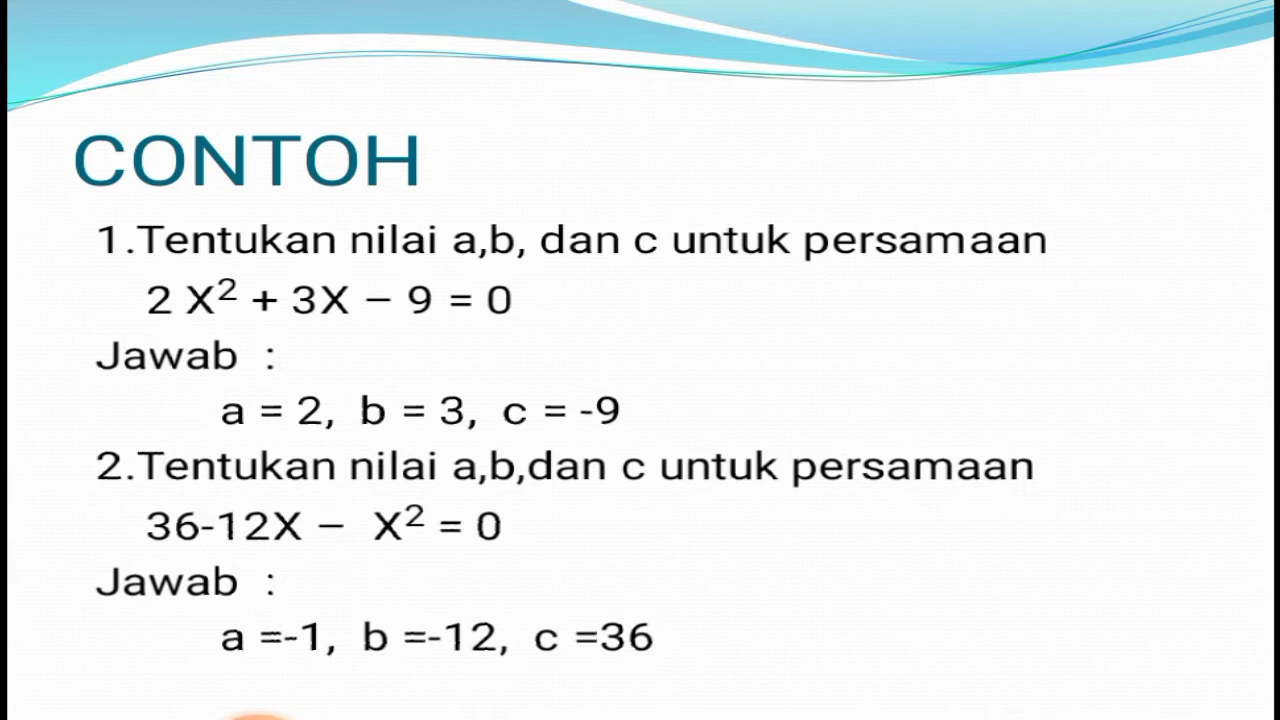 CONTOH
1.Tentukan nilai a,b, dan c untuk persamaan
2 X² + 3X – 9 = 0
Jawab :
a = 2, b = 3, c = -9
2.Tentukan nilai a,b,dan c untuk persamaan
36-12X – X² = 0
Jawab :
a =-1, b =-12, c =36